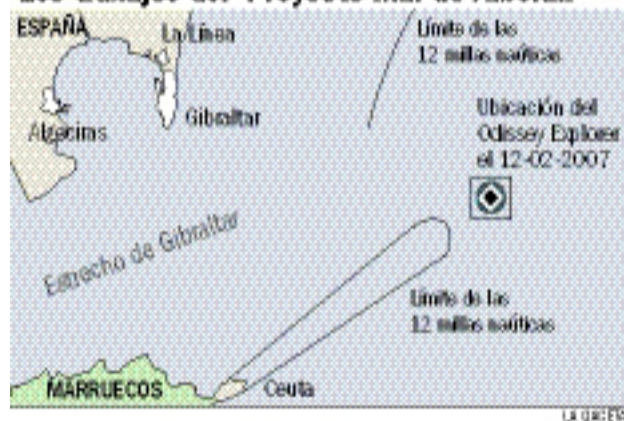 ESPAÑA
La Línea
Límite de las
12 millas naúticas
Algeciras
Gibraltar
Ubicación del
Odissey Explorer
el 12-02-2007
Estrecho de Gibraltar
Límite de las
12 millas naúticas
MARRUECOS
Ceuta